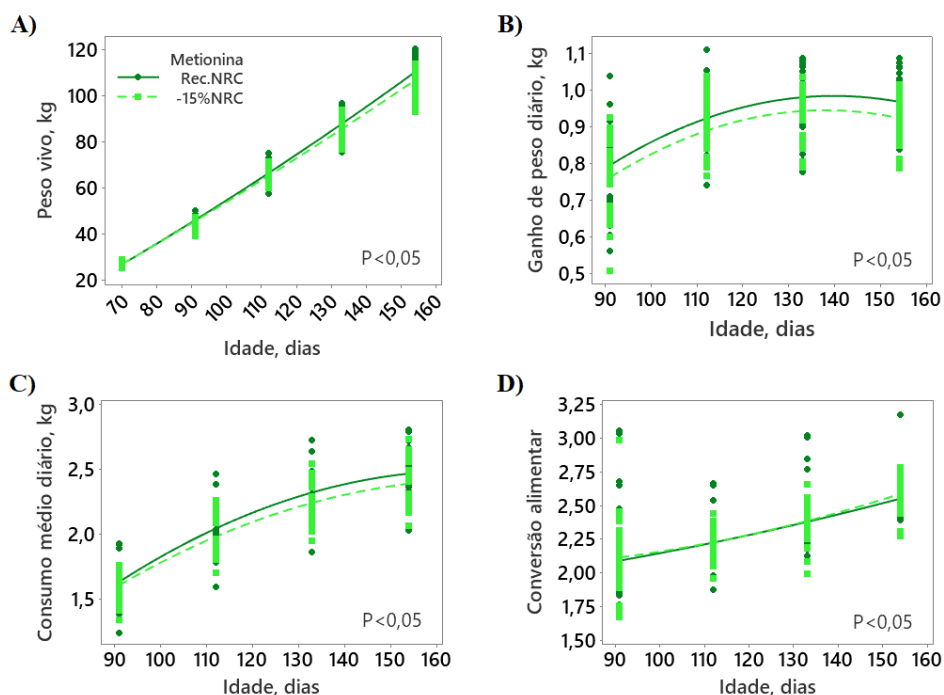 A)
Peso vivo, kg
120
100
80
60
40
20
Metionina
Rec.NRC
-15%NRC
P<0,05
70 80 90 100 110 120 130 140 150 160
Idade, dias
B)
Ganho de peso diário, kg
1,1
1,0
0,9
0,8
0,7
0,6
0,5
P<0,05
90 100 110 120 130 140 150 160
Idade, dias
C)
Consumo médio diário, kg
3,0
2,5
2,0
1,5
P<0,05
90 100 110 120 130 140 150 160
Idade, dias
D)
Conversão alimentar
3,25
3,00
2,75
2,50
2,25
2,00
1,75
1,50
P<0,05
90 100 110 120 130 140 150 160
Idade, dias